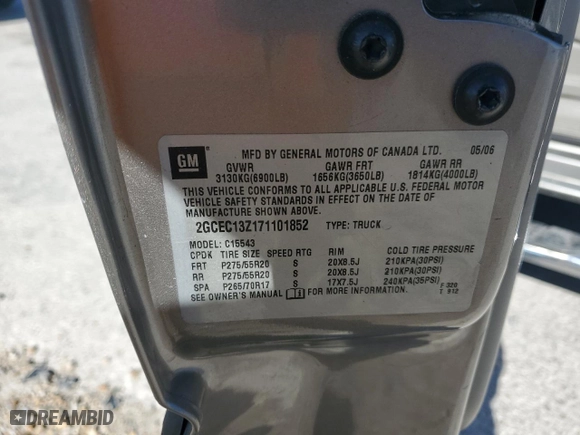 GM
MFD BY GENERAL MOTORS OF CANADA LTD. 05/06
GVWR GAWR FRT GAWR RR
3130KG(6900LB) 1656KG(3650LB) 1814KG(4000LB)
THIS VEHICLE CONFORMS TO ALL APPLICABLE U.S. FEDERAL MOTOR
VEHICLE SAFETY STANDARDS IN EFFECT ON THE DATE OF
MANUFACTURE SHOWN ABOVE.
2GCEC13Z171101852 TYPE: TRUCK
MODEL: C15543
CPDK TIRE SIZE SPEED RTG RIM COLD TIRE PRESSURE
FRT P275/55R20 S 20X8.5J 210KPA(30PSI)
RR P275/55R20 S 20X8.5J 210KPA(30PSI)
SPA P265/70R17 S 17X7.5J 240KPA(35PSI)
SEE OWNER'S MANUAL FOR MORE INFORMATION. F-320
E 912
DREAMBID